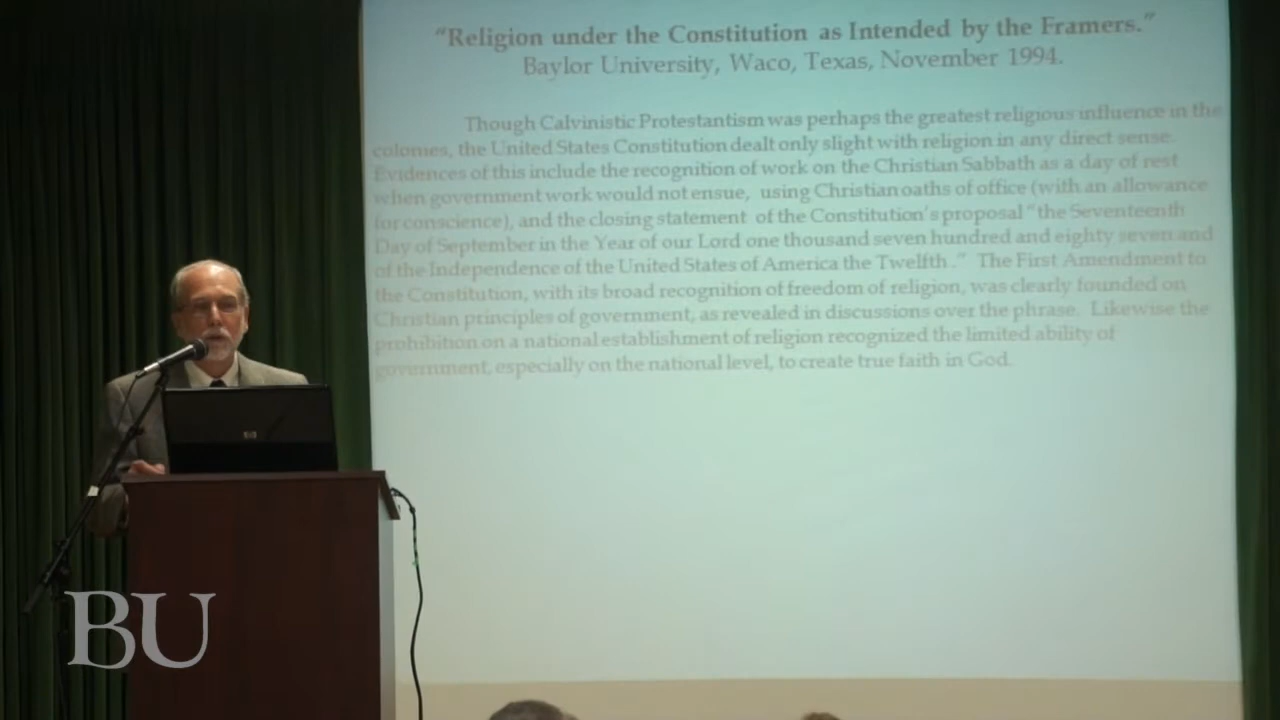 “Religion under the Constitution as Intended by the Framers.”
Baylor University, Waco, Texas, November 1994.
Though Calvinistic Protestantism was perhaps the greatest religious influence in the
colonies, the United States Constitution dealt only slight with religion in any direct sense.
Evidences of this include the recognition of work on the Christian Sabbath as a day of rest
when government work would not ensue, using Christian oaths of office (with an allowance
for conscience), and the closing statement of the Constitution's proposal “the Seventeenth
Day of September in the Year of our Lord one thousand seven hundred and eighty seven and
of the Independence of the United States of America the Twelfth.” The First Amendment to
the Constitution, with its broad recognition of freedom of religion, was clearly founded on
Christian principles of government, as revealed in discussions over the phrase. Likewise the
prohibition on a national establishment of religion recognized the limited ability of
government, especially on the national level, to create true faith in God.
hp
BU